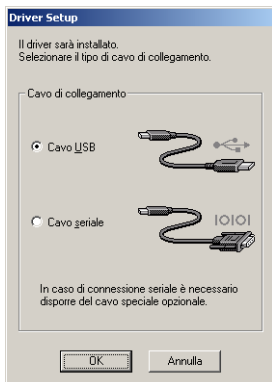 Driver Setup
Il driver sarà installato.
Selezionare il tipo di cavo di collegamento.
Cavo di collegamento
Cavo USB
Cavo seriale
IOIOI
In caso di connessione seriale è necessario
disporre del cavo speciale opzionale.
OK
Annulla